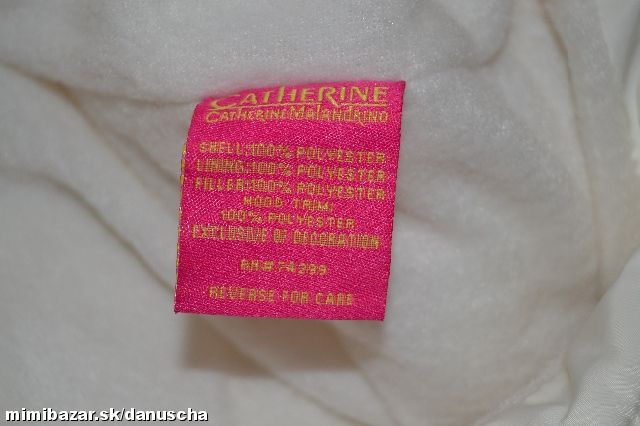 CATHERINE
CATHERINE MALANDRINO
SHELL:100% POLYESTER
LINING:100% POLYESTER
FILLER:100% POLYESTER
HOOD TRIM:
100% POLYESTER
EXCLUSIVE OF DECORATION
RN#74299
REVERSE FOR CARE
mimibazar.sk/danuscha